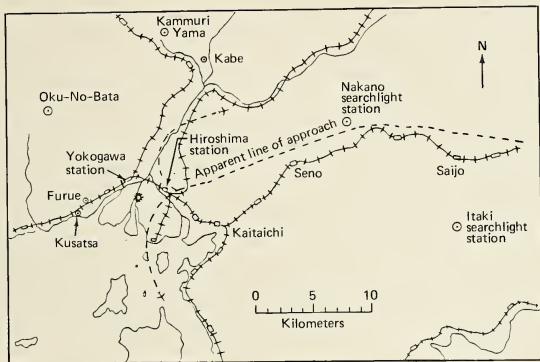 Kammuri
Yama
Kabe
N
Oku-No-Bata
Nakano
searchlight
station
Hiroshima
station
Apparent line of approach
Yokogawa
station
Seno
Saijo
Furue
Kusatsa
Kaitaichi
Itaki
searchlight
station
0 5 10
Kilometers